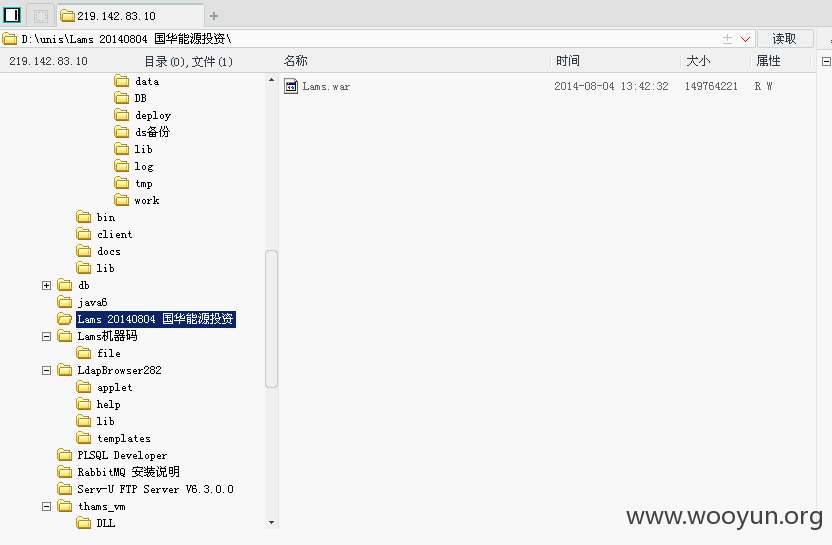 219.142.83.10
D:\unis\Lams 20140804 国华能源投资\
读取
219.142.83.10 目录(0),文件(1)
名称 时间 大小 属性
Lams.war 2014-08-04 13:42:32 149764221 R W
data
DB
deploy
ds备份
lib
log
tmp
work
bin
client
docs
lib
db
java6
Lams 20140804 国华能源投资
Lams机器码
file
LdapBrowser282
applet
help
lib
templates
PLSQL Developer
RabbitMQ 安装说明
Serv-U FTP Server V6.3.0.0
thams_vm
DLL
www.wooyun.org